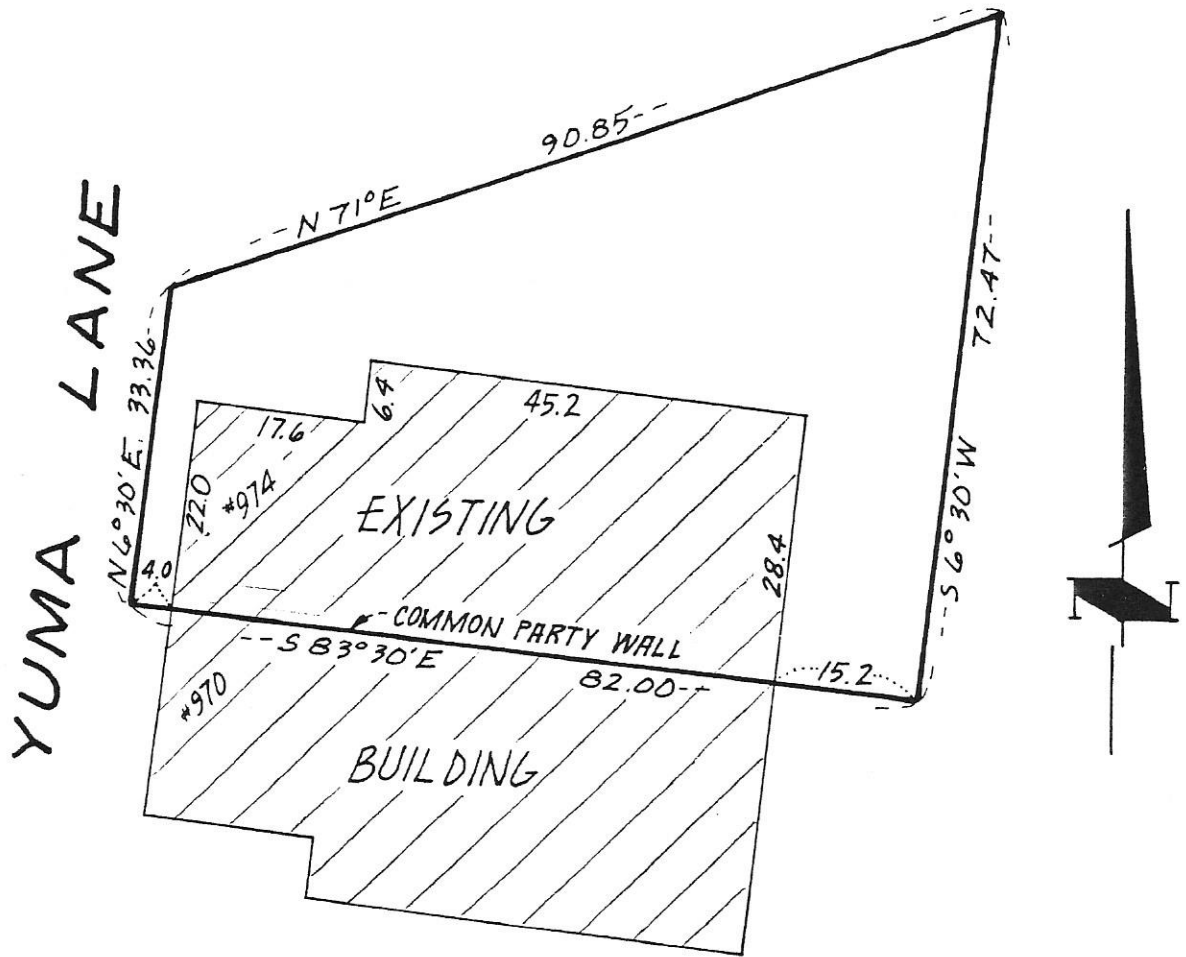 90.85
N 71°E
YUMA LANE
N 6°30'E 33.36
72.47
S 6°30'W
6.4
45.2
17.6
22.0
#974
EXISTING
28.4
4.0
COMMON PARTY WALL
S 83°30'E
82.00
15.2
#970
BUILDING
N